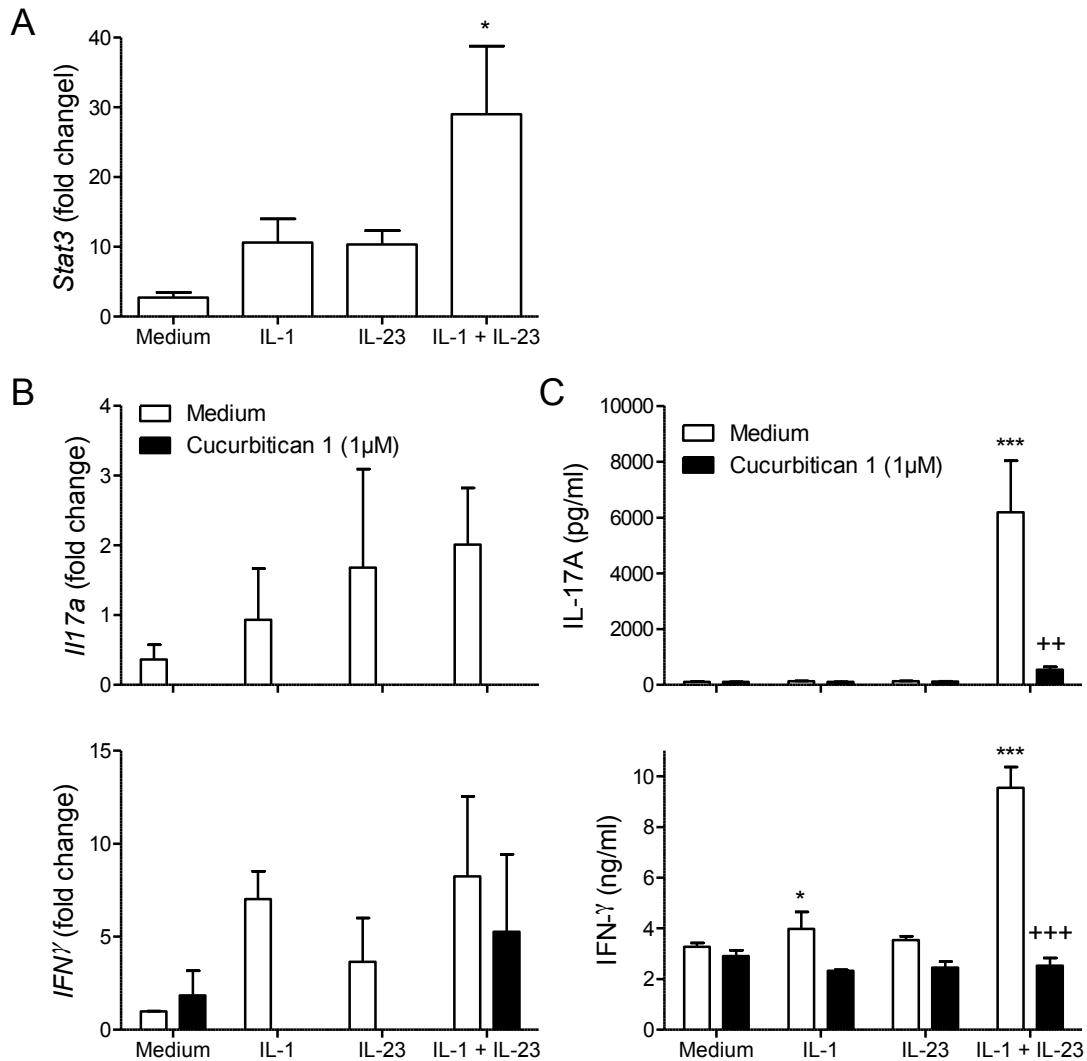 A
Stat3 (fold changel)
40
30
20
10
0
*
Medium IL-1 IL-23 IL-1 + IL-23
B
Il17a (fold change)
4
3
2
1
0
Medium
Cucurbitican 1 (1µM)
IFNγ (fold change)
15
10
5
0
Medium IL-1 IL-23 IL-1 + IL-23
C
IL-17A (pg/ml)
10000
8000
6000
4000
2000
0
Medium
Cucurbitican 1 (1µM)
***
++
IFN-γ (ng/ml)
10
8
6
4
2
0
*
***
+++
Medium IL-1 IL-23 IL-1 + IL-23